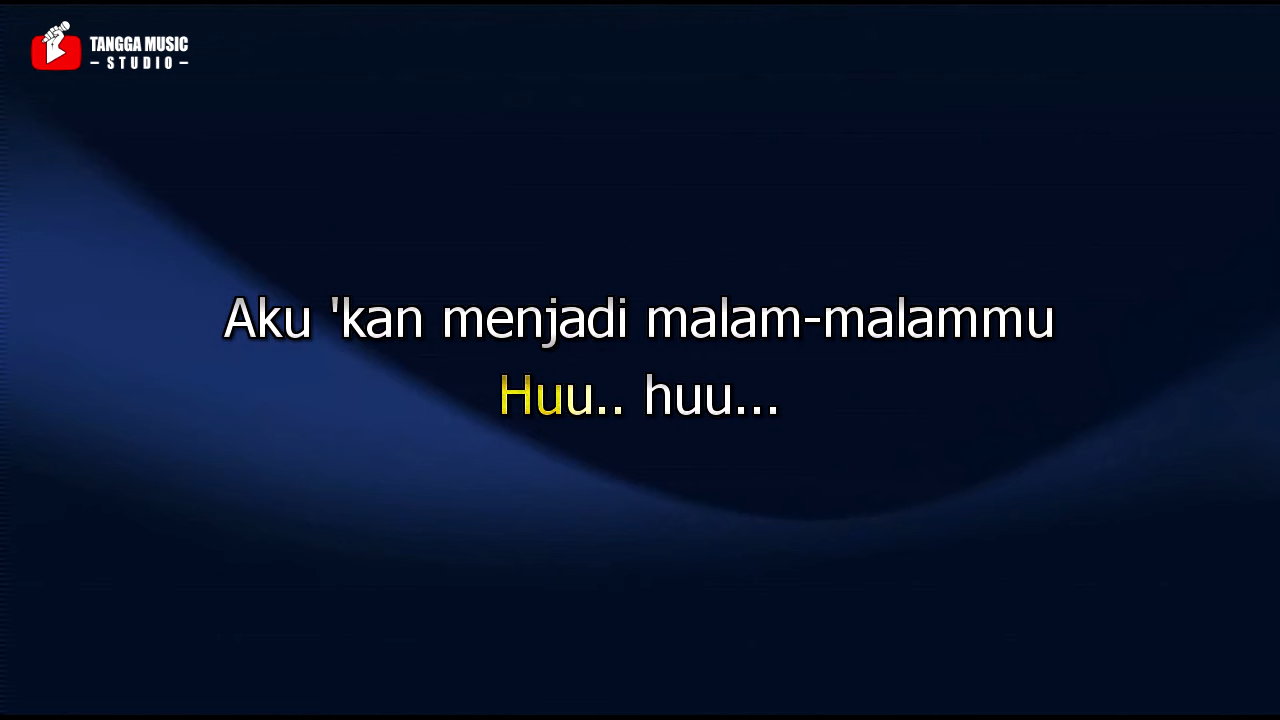 TANGGA MUSIC
– STUDIO –
Aku 'kan menjadi malam-malammu
Huu.. huu...